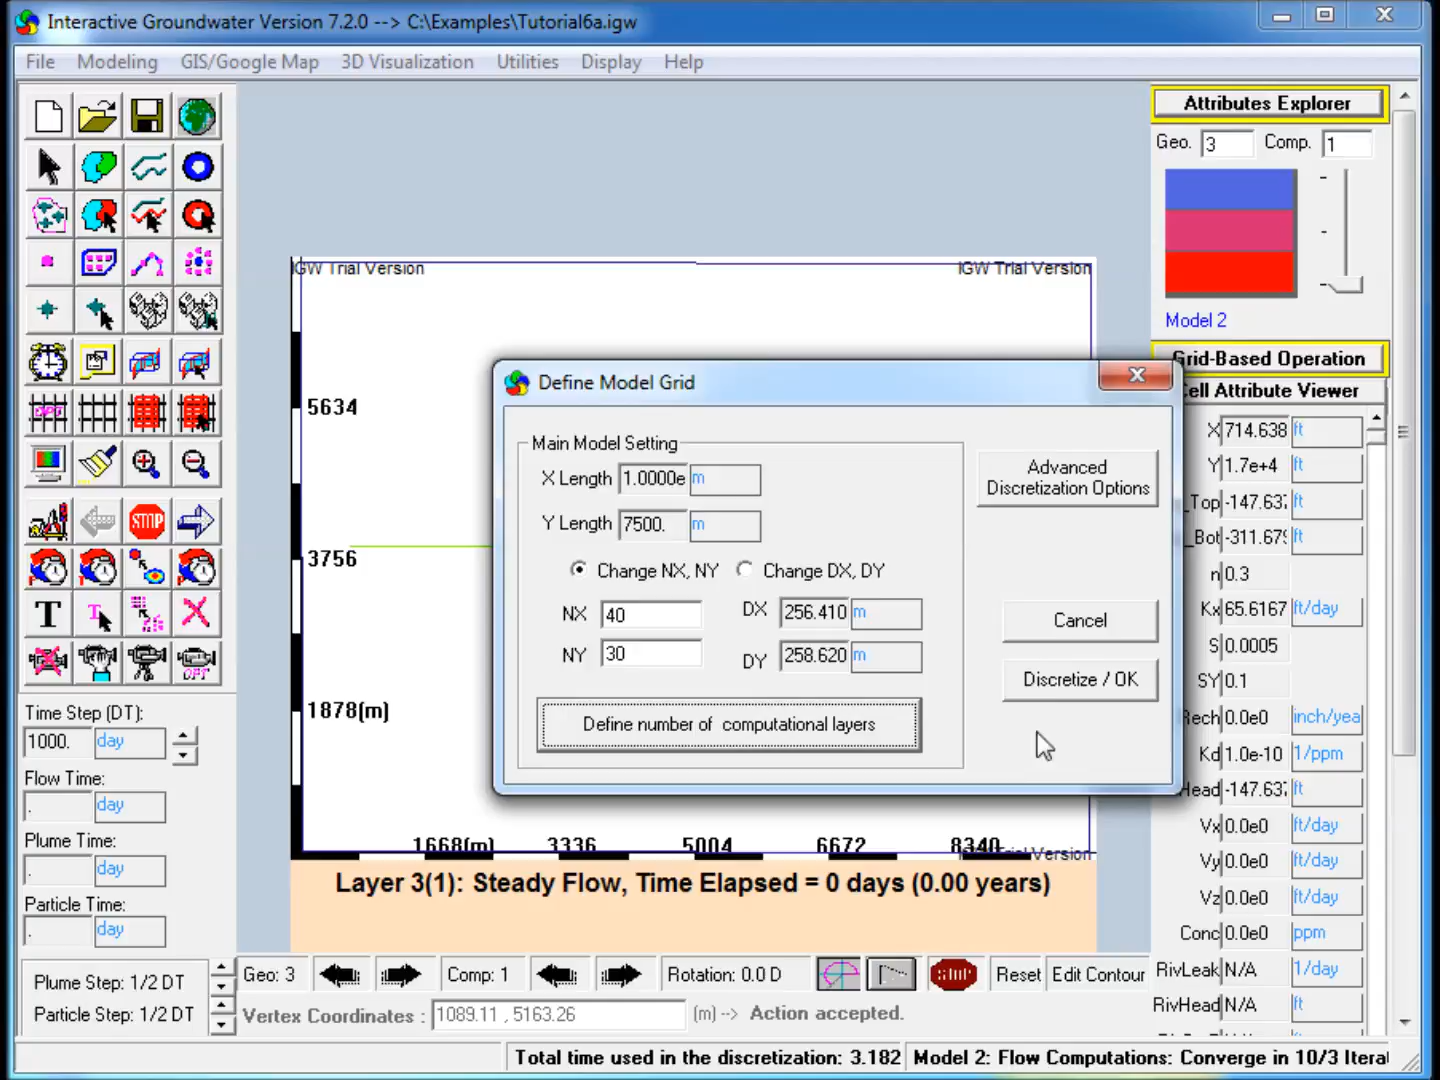 Interactive Groundwater Version 7.2.0 --> C:\Examples\Tutorial6a.igw
File Modeling GIS/Google Map 3D Visualization Utilities Display Help
Attributes Explorer
Geo. 3 Comp. 1
Model 2
Grid-Based Operation
Cell Attribute Viewer
X 714.638 ft
Y 1.7e+4 ft
_Top -147.637 ft
_Bot -311.679 ft
n 0.3
Kx 65.6167 ft/day
S 0.0005
SY 0.1
Rech 0.0e0 inch/yea
Kd 1.0e-10 1/ppm
Head -147.637 ft
Vx 0.0e0 ft/day
Vy 0.0e0 ft/day
Vz 0.0e0 ft/day
Conc 0.0e0 ppm
RivLeak N/A 1/day
RivHead N/A ft
IGW Trial Version
IGW Trial Version
5634
3756
1878(m)
1668(m) 3336 5004 6672 8340
Version
Define Model Grid
Main Model Setting
X Length 1.0000e m
Y Length 7500. m
Change NX, NY Change DX, DY
NX 40 DX 256.410 m
NY 30 DY 258.620 m
Define number of computational layers
Advanced
Discretization Options
Cancel
Discretize / OK
OPT
STOP
T
T
OPT
Time Step (DT):
1000. day
Flow Time:
. day
Plume Time:
. day
Particle Time:
. day
Plume Step: 1/2 DT
Particle Step: 1/2 DT
Layer 3(1): Steady Flow, Time Elapsed = 0 days (0.00 years)
Geo: 3 Comp: 1 Rotation: 0.0 D STOP Reset Edit Contour
Vertex Coordinates : 1089.11 , 5163.26 (m) --> Action accepted.
Total time used in the discretization: 3.182 Model 2: Flow Computations: Converge in 10/3 Itera